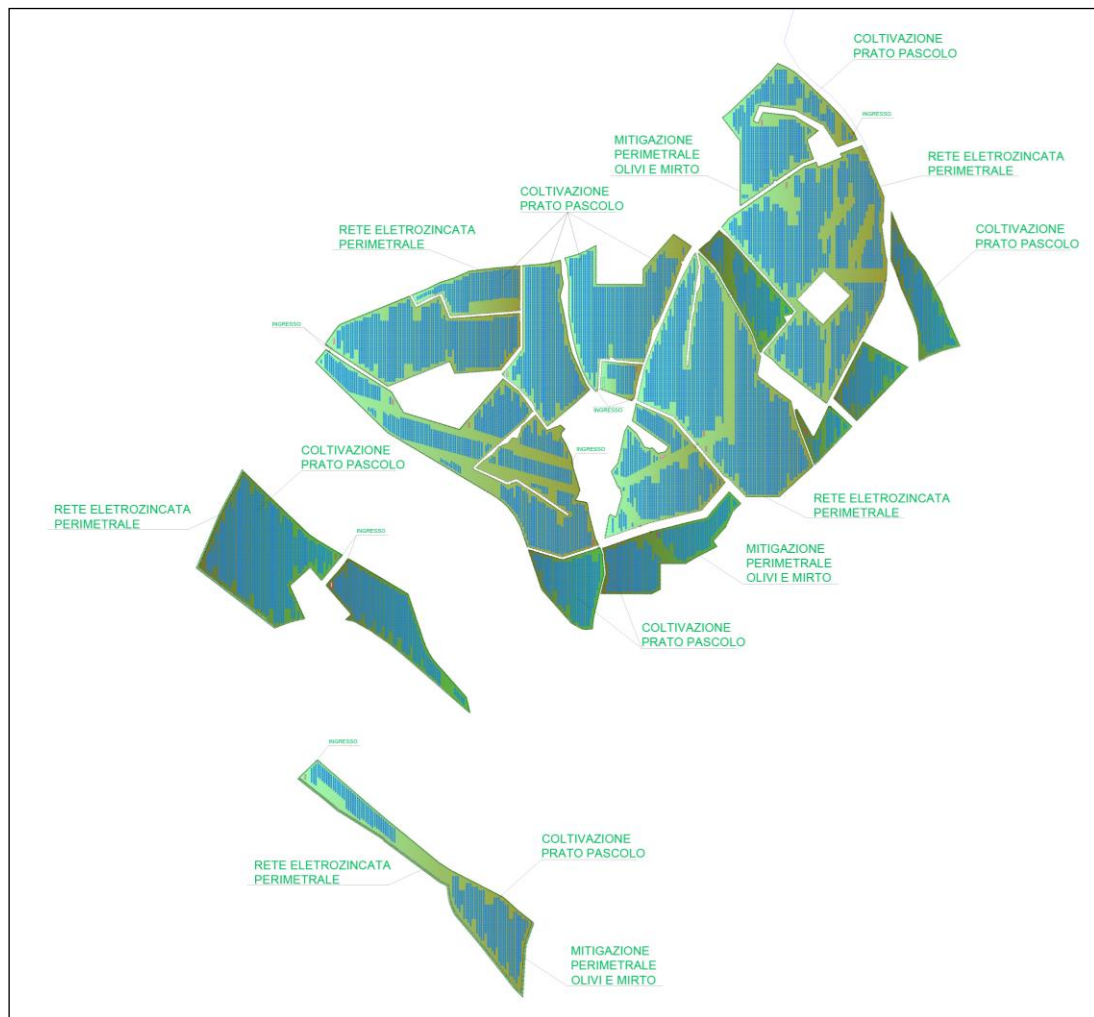 COLTIVAZIONE
PRATO PASCOLO
INGRESSO
MITIGAZIONE
PERIMETRALE
OLIVI E MIRTO
RETE ELETROZINCATA
PERIMETRALE
COLTIVAZIONE
PRATO PASCOLO
RETE ELETROZINCATA
PERIMETRALE
COLTIVAZIONE
PRATO PASCOLO
INGRESSO
INGRESSO
INGRESSO
COLTIVAZIONE
PRATO PASCOLO
RETE ELETROZINCATA
PERIMETRALE
RETE ELETROZINCATA
PERIMETRALE
INGRESSO
MITIGAZIONE
PERIMETRALE
OLIVI E MIRTO
COLTIVAZIONE
PRATO PASCOLO
INGRESSO
COLTIVAZIONE
PRATO PASCOLO
RETE ELETROZINCATA
PERIMETRALE
MITIGAZIONE
PERIMETRALE
OLIVI E MIRTO